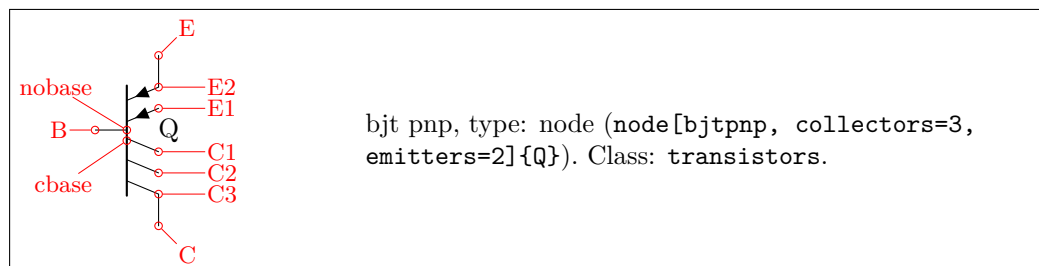 E
nobase
E2
E1
B
Q
C1
C2
cbase
C3
C
bjt pnp, type: node (node[bjtpnp, collectors=3,
emitters=2]{Q}). Class: transistors.